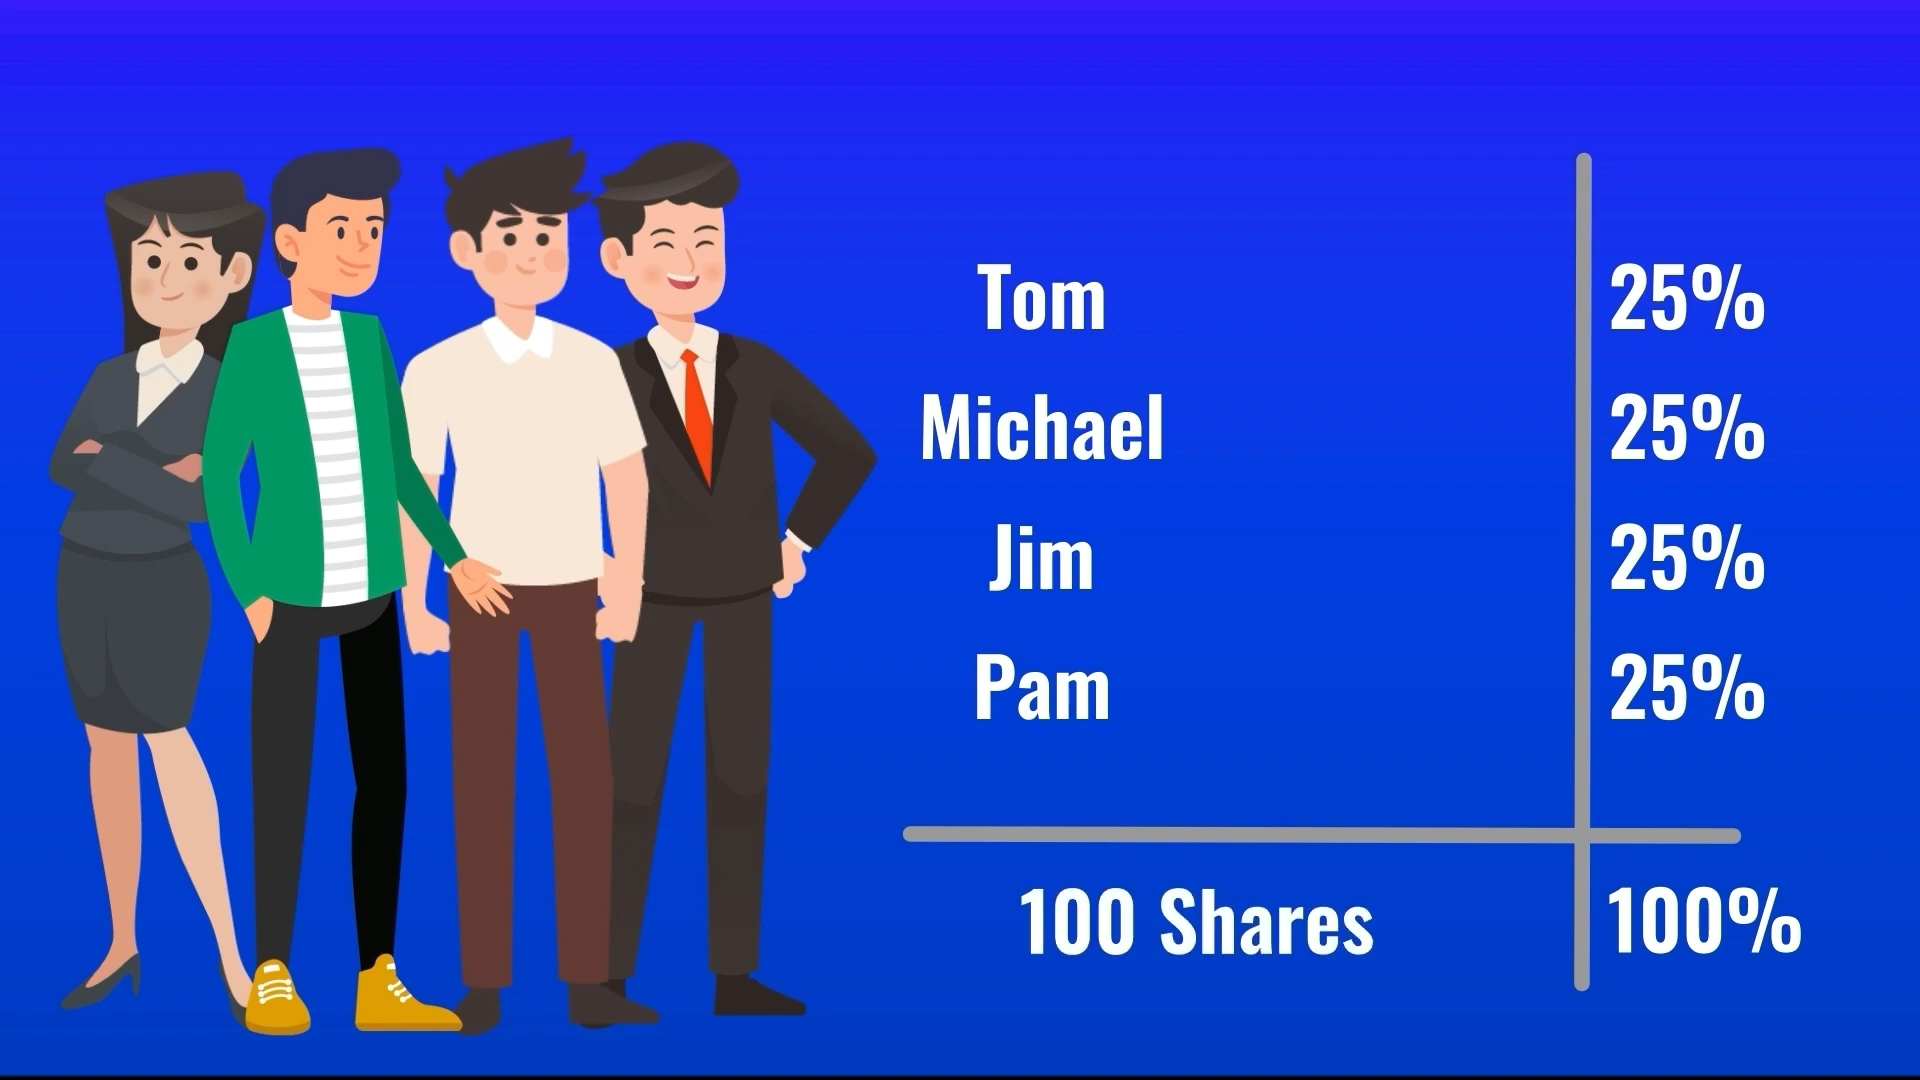 Tom 25%
Michael 25%
Jim 25%
Pam 25%
100 Shares 100%